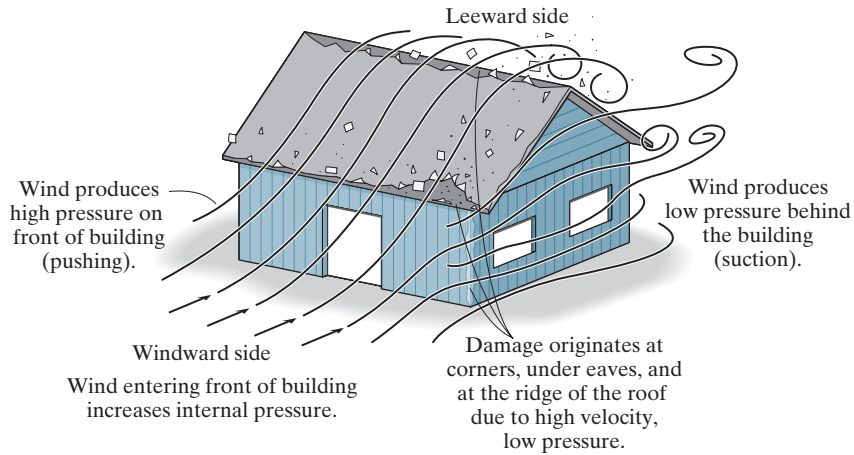 Leeward side
Wind produces
high pressure on
front of building
(pushing).
Wind produces
low pressure behind
the building
(suction).
Windward side
Wind entering front of building
increases internal pressure.
Damage originates at
corners, under eaves, and
at the ridge of the roof
due to high velocity,
low pressure.